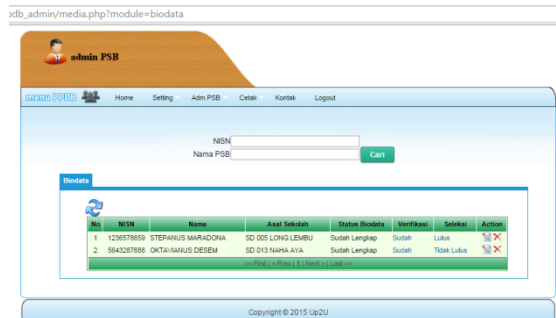 odb_admin/media.php?module=biodata
admin PSB
menu PPDB Home Setting Adm PSB Cetak Kontak Logout
NISN
Nama PSB Cari
Biodata
No NISN Nama Asal Sekolah Status Biodata Verifikasi Seleksi Action
1 1236578659 STEPANUS MARADONA SD 005 LONG LEMBU Sudah Lengkap Sudah Lulus
2 5643267688 OKTAVIANUS DESEM SD 013 NAHA AYA Sudah Lengkap Sudah Tidak Lulus
<< First | < Prev | 1 | Next > | Last >>
Copyright © 2015 Up2U